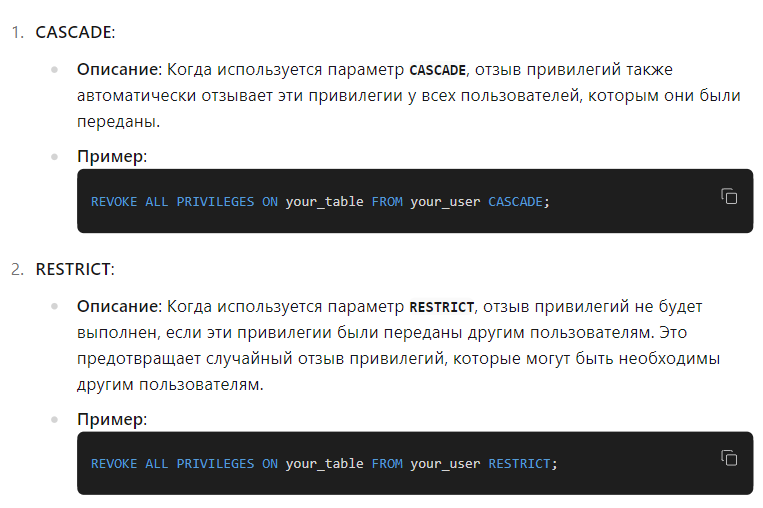 1. CASCADE:
Описание: Когда используется параметр CASCADE, отзыв привилегий также
автоматически отзывает эти привилегии у всех пользователей, которым они были
переданы.
Пример:
REVOKE ALL PRIVILEGES ON your_table FROM your_user CASCADE;
2. RESTRICT:
Описание: Когда используется параметр RESTRICT, отзыв привилегий не будет
выполнен, если эти привилегии были переданы другим пользователям. Это
предотвращает случайный отзыв привилегий, которые могут быть необходимы
другим пользователям.
Пример:
REVOKE ALL PRIVILEGES ON your_table FROM your_user RESTRICT;